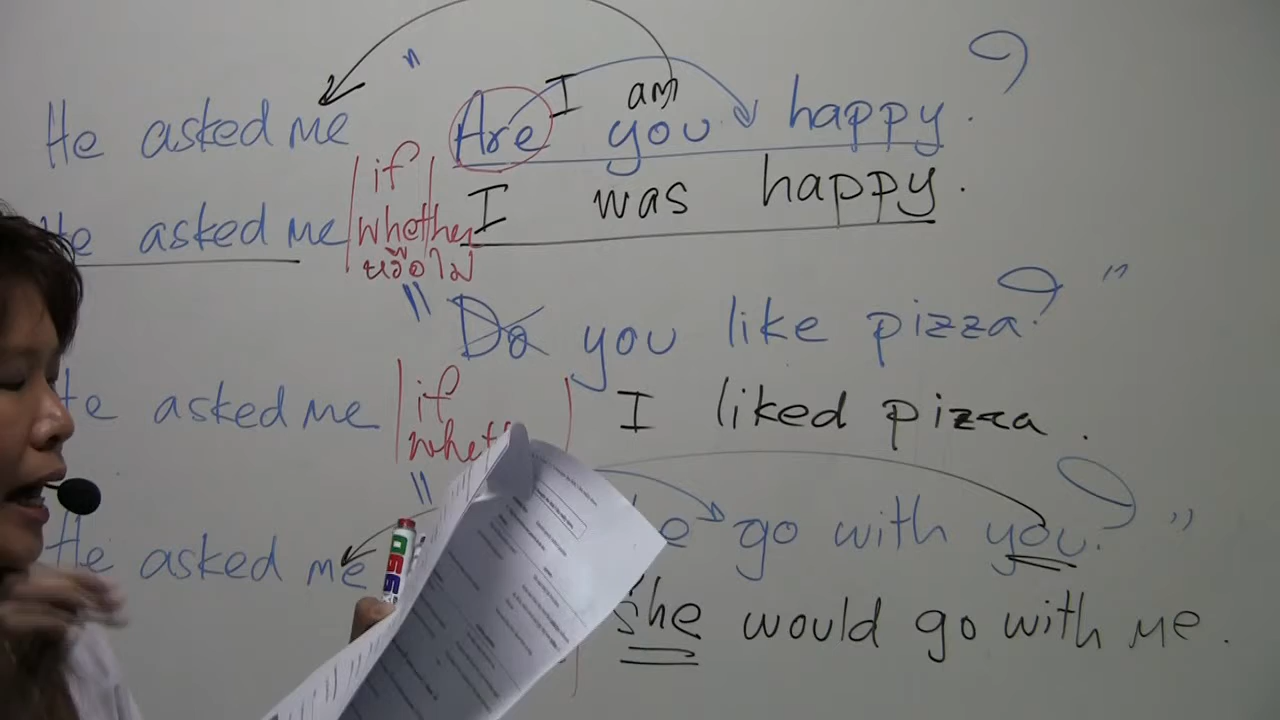 I am
He asked me " Are you happy. ?
if
I was happy.
He asked me whether
หรือไม่
" Do you like pizza? "
He asked me if I liked pizza.
" go with you? "
He asked me
she would go with me.